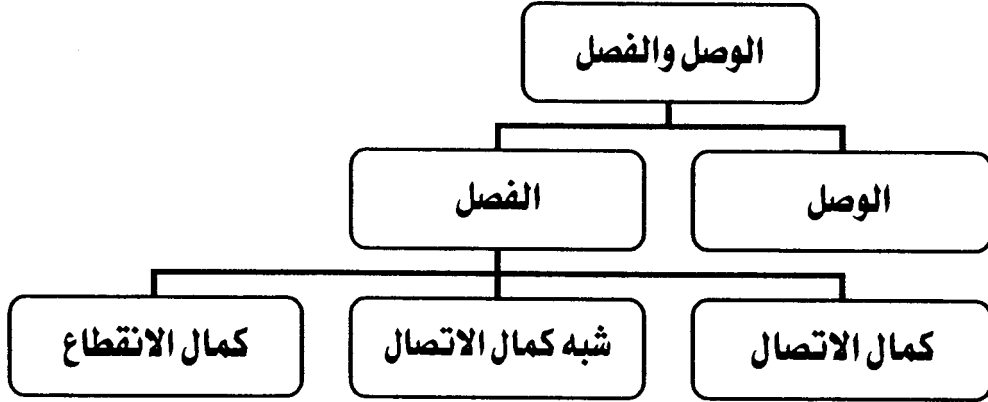 الوصل والفصل
الوصل
الفصل
كمال الاتصال
شبه كمال الاتصال
كمال الانقطاع